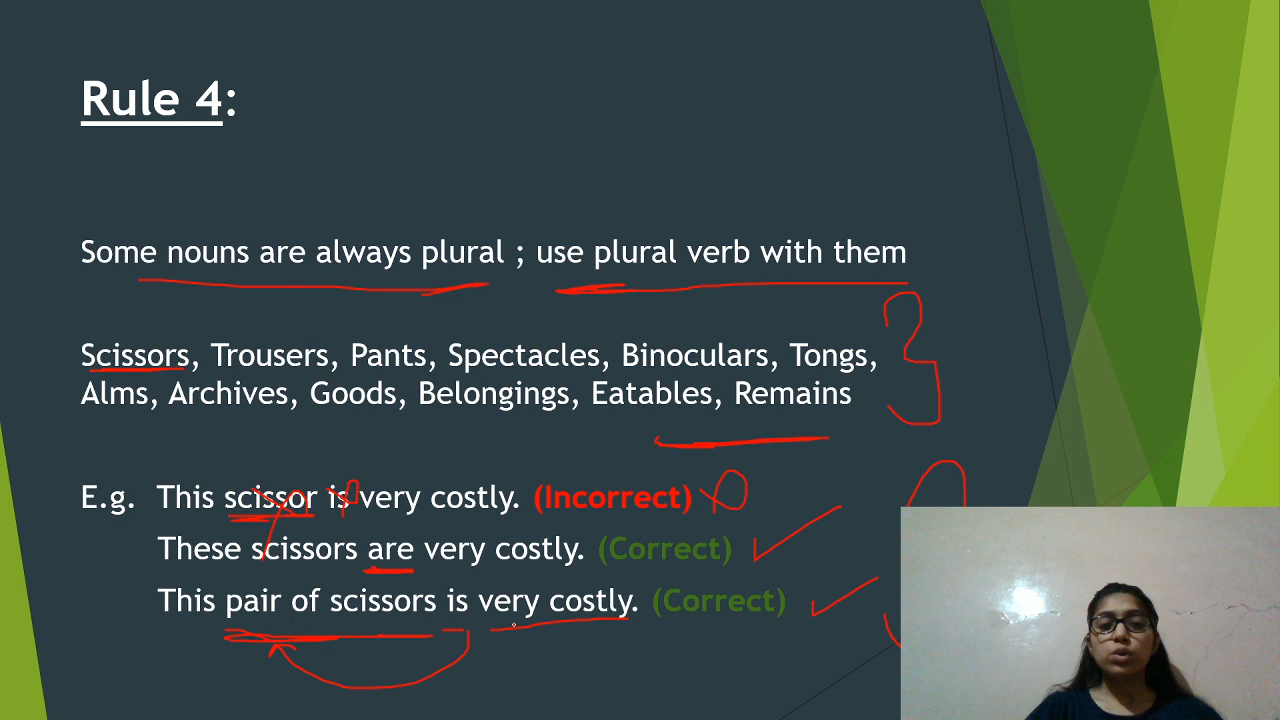 Rule 4:
Some nouns are always plural ; use plural verb with them
Scissors, Trousers, Pants, Spectacles, Binoculars, Tongs,
Alms, Archives, Goods, Belongings, Eatables, Remains
E.g. This scissor is very costly. (Incorrect)
These scissors are very costly. (Correct)
This pair of scissors is very costly. (Correct)